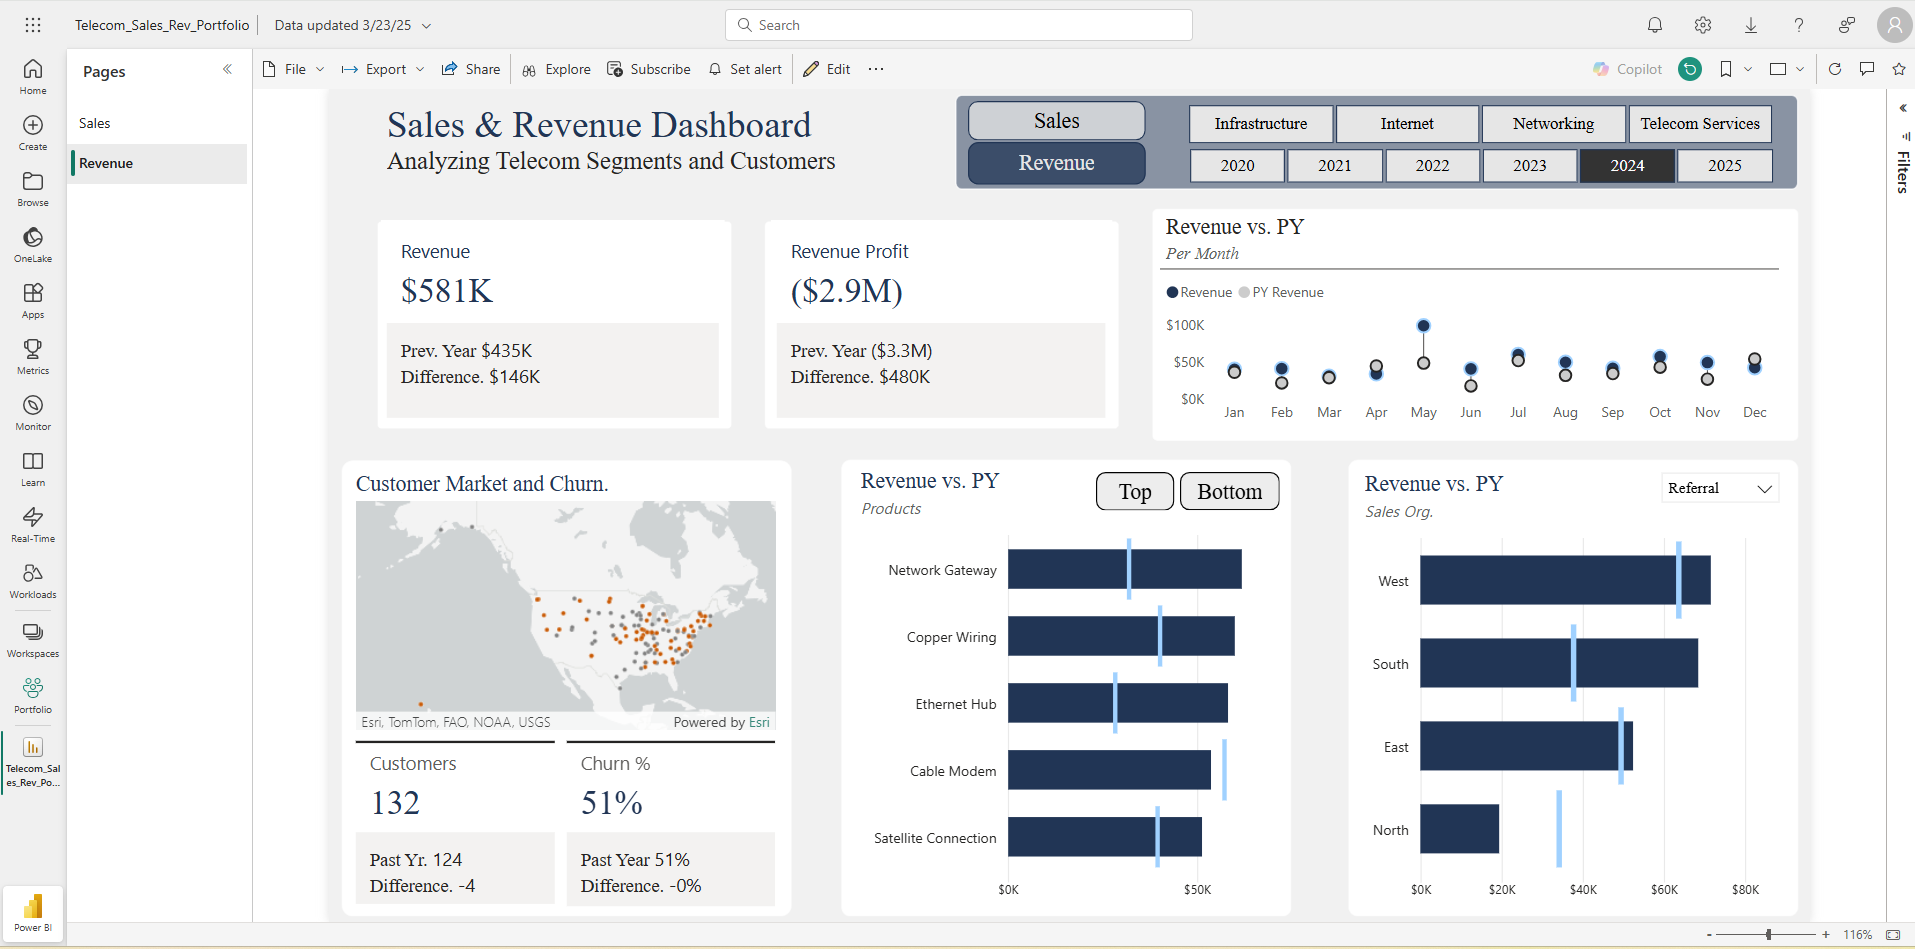 Telecom_Sales_Rev_Portfolio
Data updated 3/23/25
Search
Home
Create
Browse
OneLake
Apps
Metrics
Monitor
Learn
Real-Time
Workloads
Workspaces
Portfolio
Telecom_Sal
es_Rev_Po...
Power BI
Pages
Sales
Revenue
File
Export
Share
Explore
Subscribe
Set alert
Edit
Copilot
Filters
Sales & Revenue Dashboard
Analyzing Telecom Segments and Customers
Sales
Revenue
Infrastructure
Internet
Networking
Telecom Services
2020
2021
2022
2023
2024
2025
Revenue
$581K
Prev. Year $435K
Difference. $146K
Revenue Profit
($2.9M)
Prev. Year ($3.3M)
Difference. $480K
Revenue vs. PY
Per Month
Revenue
PY Revenue
$100K
$50K
$0K
Jan
Feb
Mar
Apr
May
Jun
Jul
Aug
Sep
Oct
Nov
Dec
Customer Market and Churn.
Esri, TomTom, FAO, NOAA, USGS
Powered by Esri
Customers
132
Past Yr. 124
Difference. -4
Churn %
51%
Past Year 51%
Difference. -0%
Revenue vs. PY
Products
Top
Bottom
Network Gateway
Copper Wiring
Ethernet Hub
Cable Modem
Satellite Connection
$0K
$50K
Revenue vs. PY
Sales Org.
Referral
West
South
East
North
$0K
$20K
$40K
$60K
$80K
- + 116%